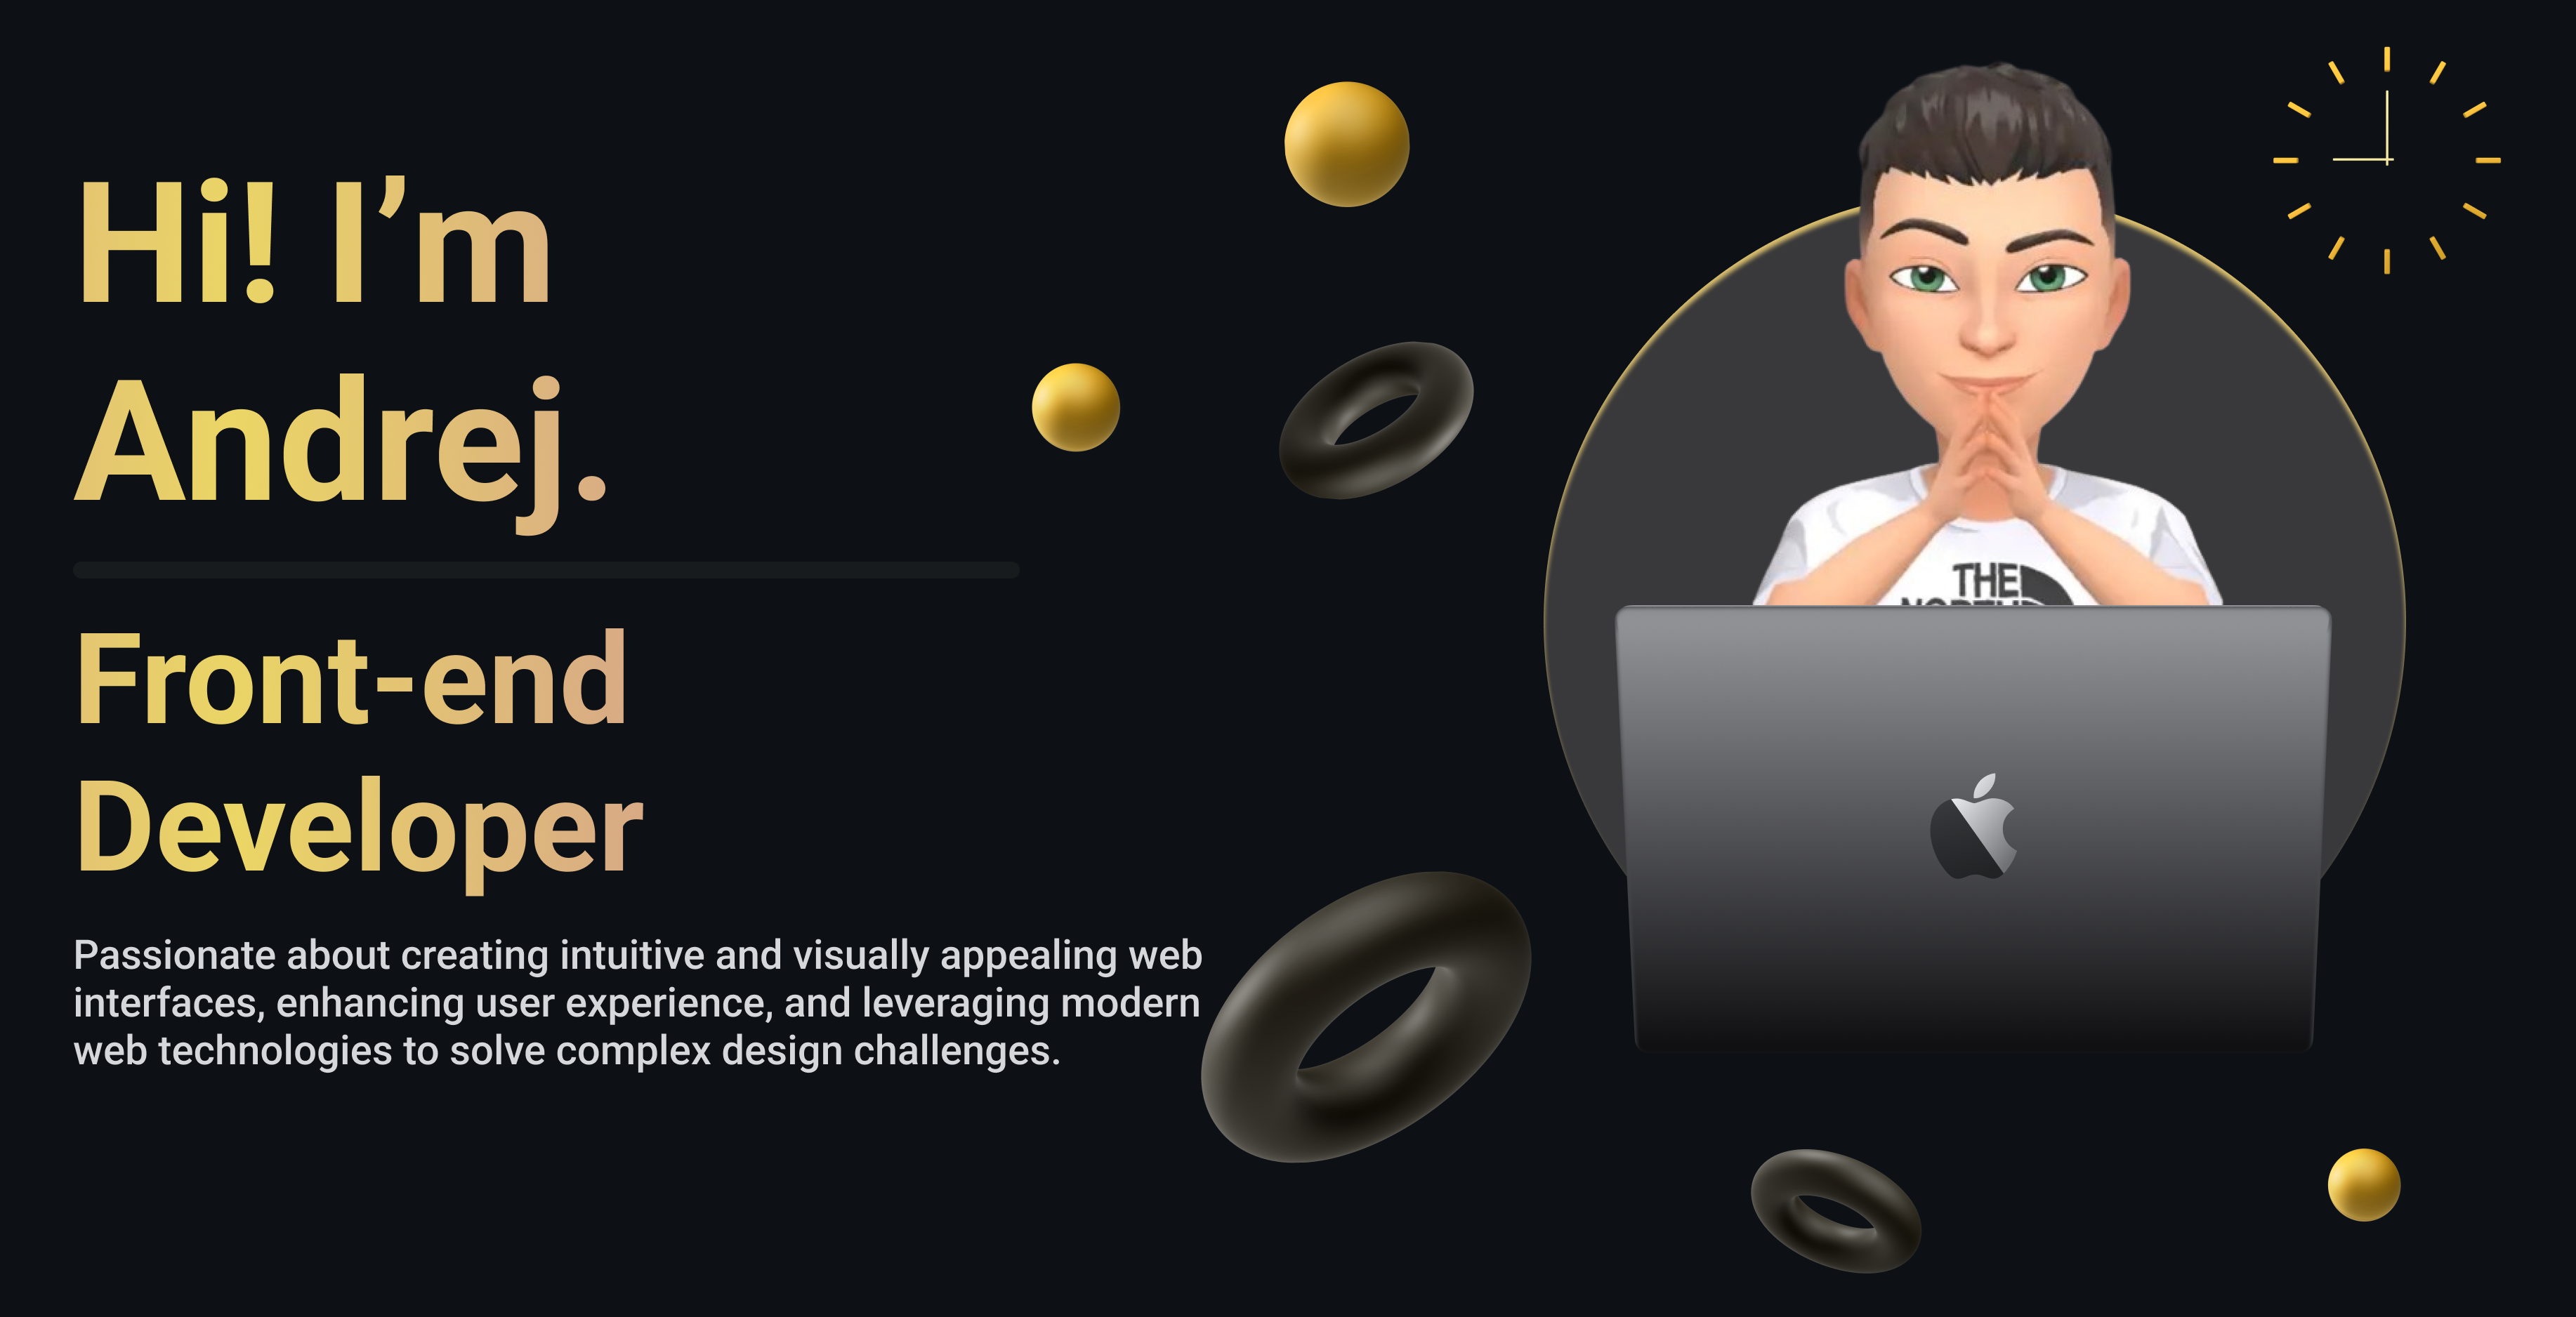 Hi! I’m
Andrej.
Front-end
Developer
Passionate about creating intuitive and visually appealing web
interfaces, enhancing user experience, and leveraging modern
web technologies to solve complex design challenges.
THE
NORTH